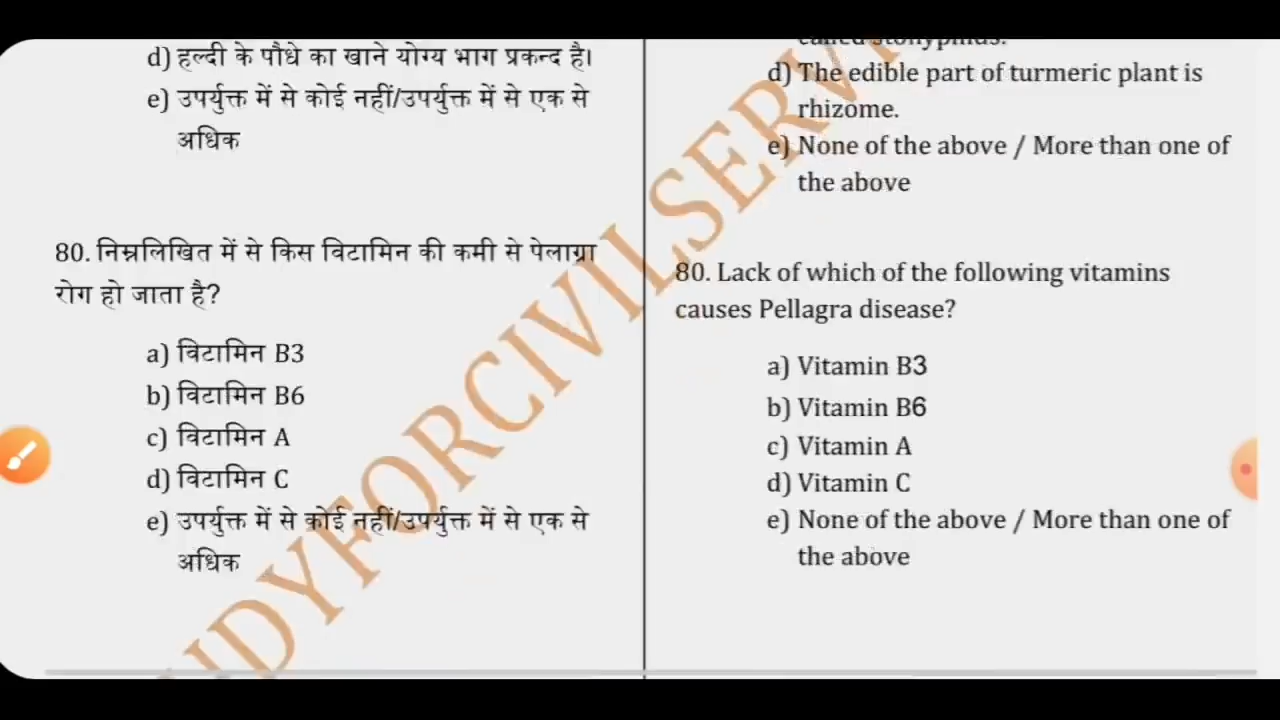 d) हल्दी के पौधे का खाने योग्य भाग प्रकन्द है।
e) उपर्युक्त में से कोई नहीं/उपर्युक्त में से एक से
अधिक
80. निम्नलिखित में से किस विटामिन की कमी से पेलाग्रा
रोग हो जाता है?
a) विटामिन B3
b) विटामिन B6
c) विटामिन A
d) विटामिन C
e) उपर्युक्त में से कोई नहीं/उपर्युक्त में से एक से
अधिक
d) The edible part of turmeric plant is
rhizome.
e) None of the above / More than one of
the above
80. Lack of which of the following vitamins
causes Pellagra disease?
a) Vitamin B3
b) Vitamin B6
c) Vitamin A
d) Vitamin C
e) None of the above / More than one of
the above